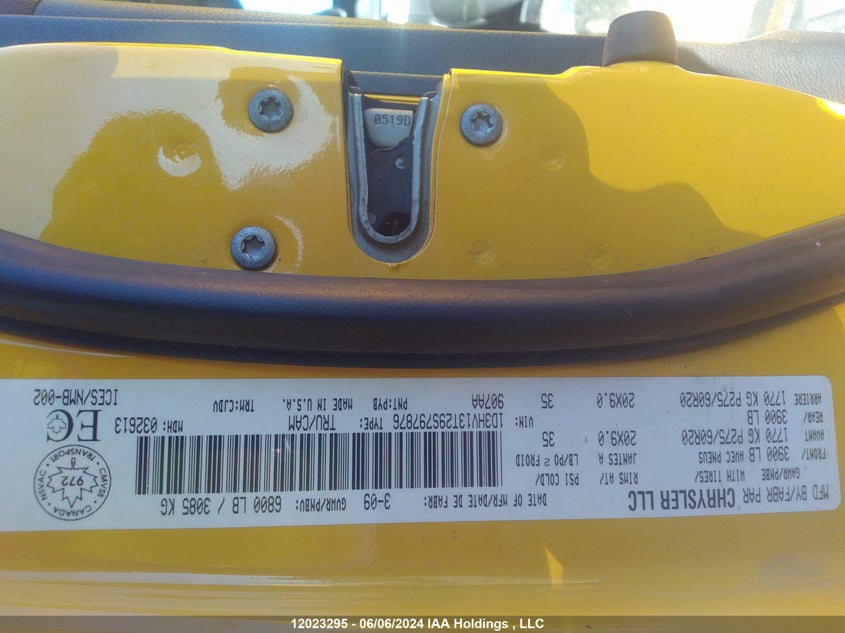 0519D
MFD BY/FABR PAR CHRYSLER LLC
DATE OF MFR/DATE DE FABR: 3-09
GVWR/PNBV: 6800 LB / 3085 KG
GAWR/PNBE WITH TIRES/ RIMS AT/ PSI COLD/
AVEC PNEUS JANTES A LB/PO² FROID
FRONT/ 3900 LB
AVANT 1770 KG P275/60R20 20X9.0 35
REAR/ 3900 LB
ARRIERE 1770 KG P275/60R20 20X9.0 35
VIN: 1D3HV13T29S797876
TYPE: TRU/CAM
MDH: 032613
907AA
PNT:PYB
MADE IN U.S.A.
TRM:CJDV
EC
ICES/NMB-002
CANADA
TRANSPORT
972
CMVSS
NSVAC
12023295 - 06/06/2024 IAA Holdings , LLC